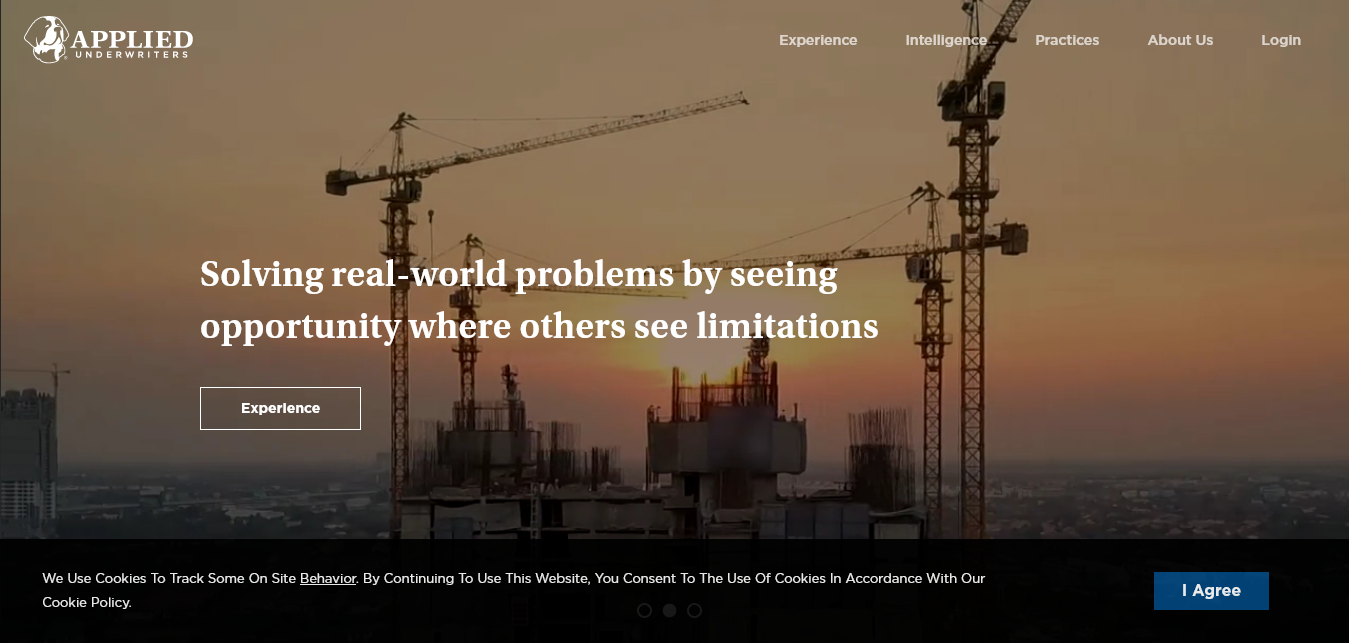 APPLIED
UNDERWRITERS
Experience
Intelligence
Practices
About Us
Login
Solving real-world problems by seeing
opportunity where others see limitations
Experience
We Use Cookies To Track Some On Site Behavior. By Continuing To Use This Website, You Consent To The Use Of Cookies In Accordance With Our
Cookie Policy.
I Agree